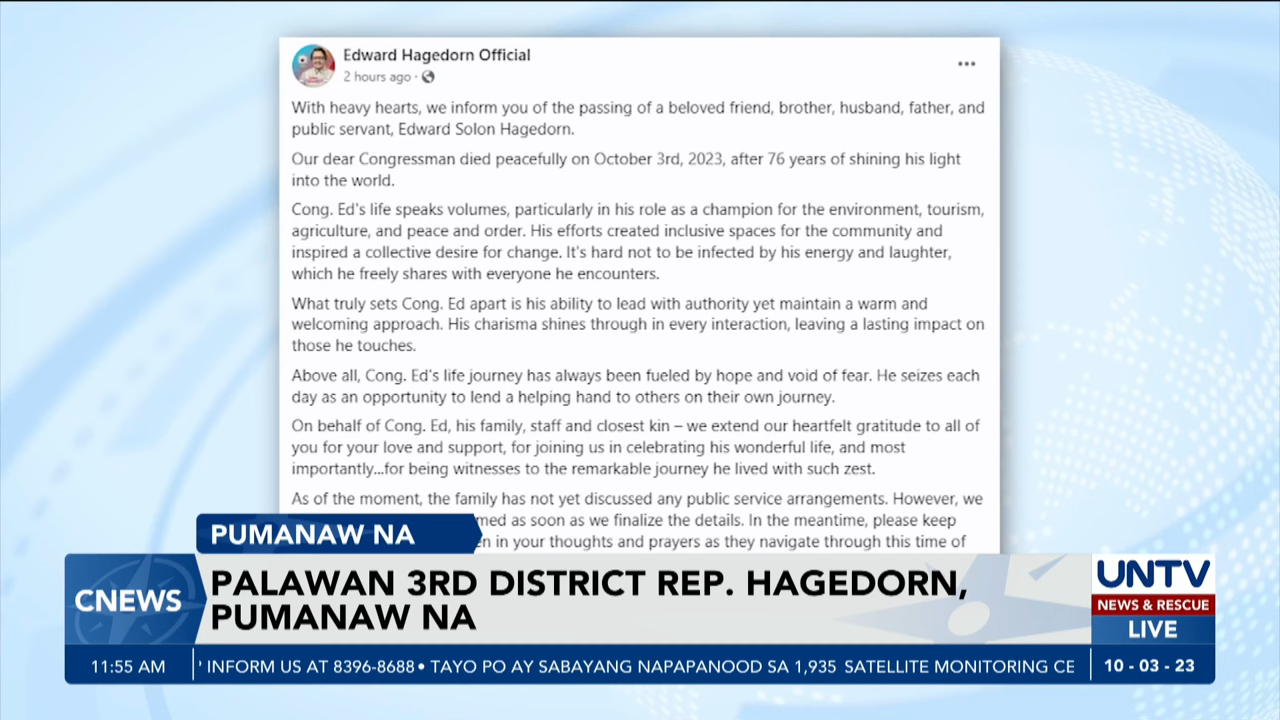 Edward Hagedorn Official
2 hours ago ·
With heavy hearts, we inform you of the passing of a beloved friend, brother, husband, father, and
public servant, Edward Solon Hagedorn.
Our dear Congressman died peacefully on October 3rd, 2023, after 76 years of shining his light
into the world.
Cong. Ed's life speaks volumes, particularly in his role as a champion for the environment, tourism,
agriculture, and peace and order. His efforts created inclusive spaces for the community and
inspired a collective desire for change. It's hard not to be infected by his energy and laughter,
which he freely shares with everyone he encounters.
What truly sets Cong. Ed apart is his ability to lead with authority yet maintain a warm and
welcoming approach. His charisma shines through in every interaction, leaving a lasting impact on
those he touches.
Above all, Cong. Ed's life journey has always been fueled by hope and void of fear. He seizes each
day as an opportunity to lend a helping hand to others on their own journey.
On behalf of Cong. Ed, his family, staff and closest kin – we extend our heartfelt gratitude to all of
you for your love and support, for joining us in celebrating his wonderful life, and most
importantly...for being witnesses to the remarkable journey he lived with such zest.
As of the moment, the family has not yet discussed any public service arrangements. However, we
as soon as we finalize the details. In the meantime, please keep
in your thoughts and prayers as they navigate through this time of
PUMANAW NA
CNEWS
PALAWAN 3RD DISTRICT REP. HAGEDORN,
PUMANAW NA
UNTV
NEWS & RESCUE
LIVE
11:55 AM
' INFORM US AT 8396-8688• TAYO PO AY SABAYANG NAPAPANOOD SA 1,935 SATELLITE MONITORING CE
10 - 03 - 23